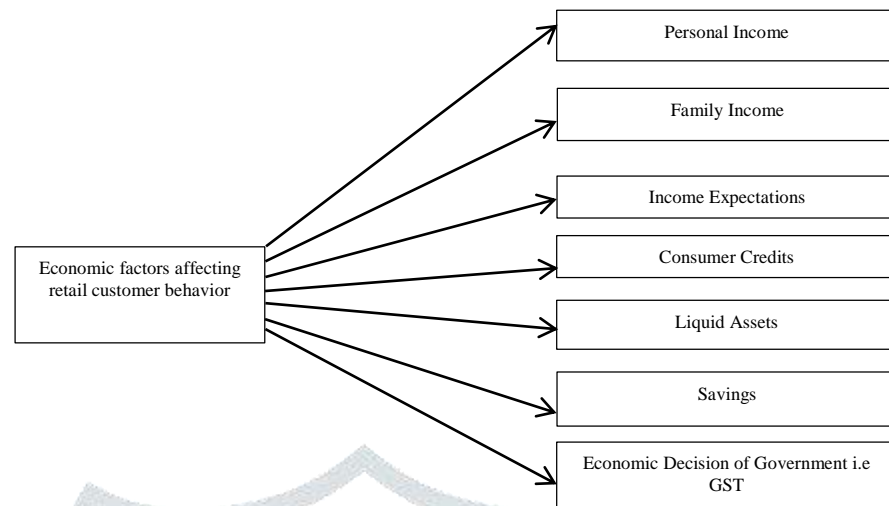 Personal Income
Family Income
Income Expectations
Economic factors affecting
retail customer behavior
Consumer Credits
Liquid Assets
Savings
Economic Decision of Government i.e
GST